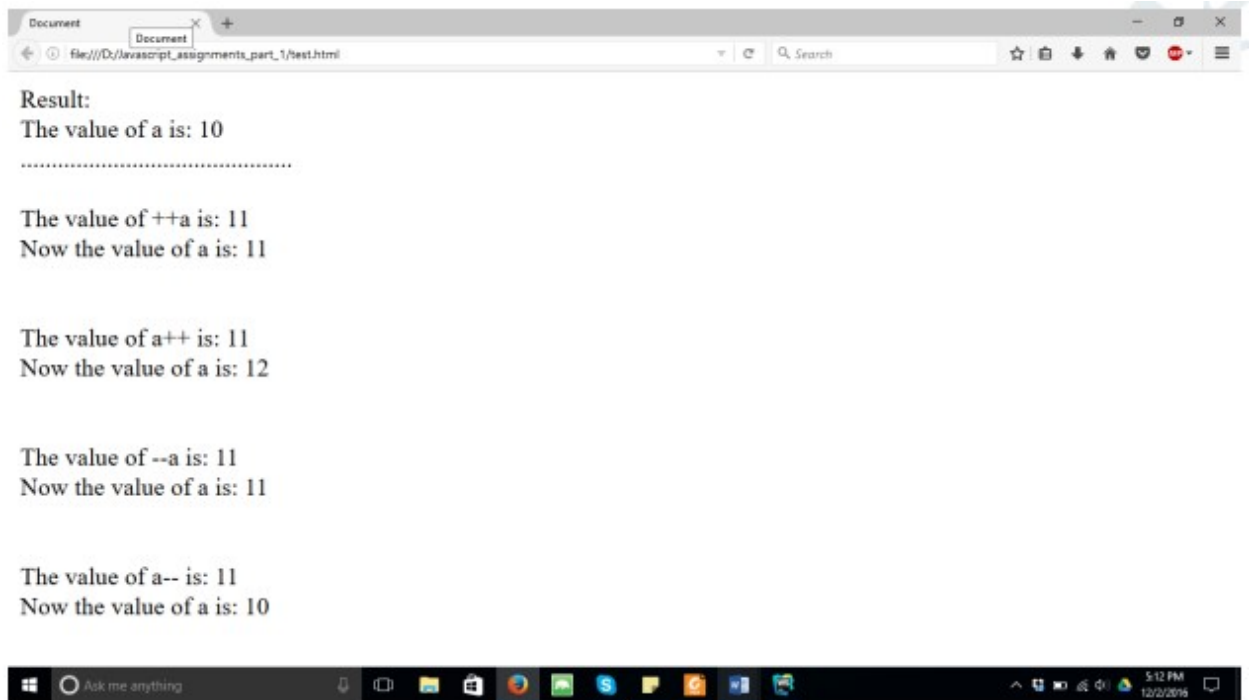 Document
Document
file:///D:/Javascript_assignments_part_1/test.html
Search
Result:
The value of a is: 10
............................................
The value of ++a is: 11
Now the value of a is: 11
The value of a++ is: 11
Now the value of a is: 12
The value of --a is: 11
Now the value of a is: 11
The value of a-- is: 11
Now the value of a is: 10
Ask me anything
5:12 PM
12/2/2016